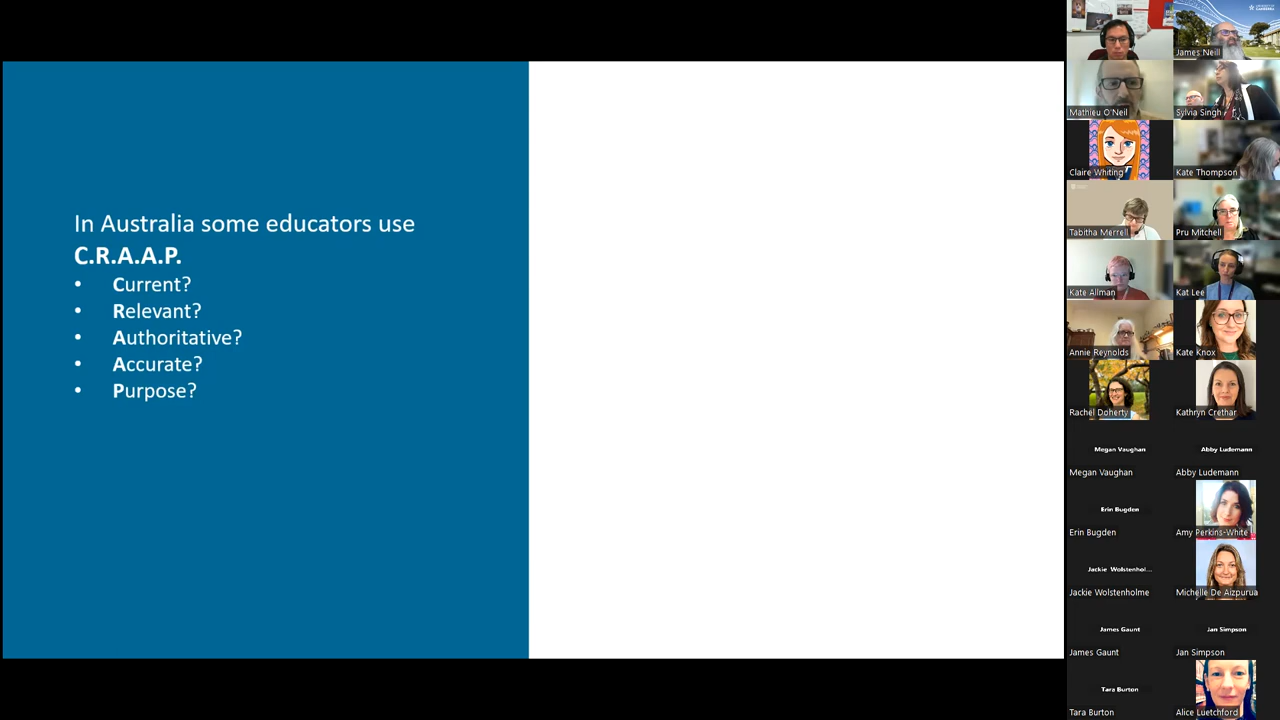 In Australia some educators use
C.R.A.A.P.
• Current?
• Relevant?
• Authoritative?
• Accurate?
• Purpose?
James Neill
Mathieu O'Neil
Sylvia Singh
Claire Whiting
Kate Thompson
Tabitha Merrell
Pru Mitchell
Kate Allman
Kat Lee
Annie Reynolds
Kate Knox
Rachel Doherty
Kathryn Crethar
Megan Vaughan
Abby Ludemann
Megan Vaughan
Abby Ludemann
Erin Bugden
Erin Bugden
Amy Perkins-White
Jackie Wolstenhol...
Jackie Wolstenholme
Michelle De Aizpurua
James Gaunt
Jan Simpson
James Gaunt
Jan Simpson
Tara Burton
Tara Burton
Alice Luetchford